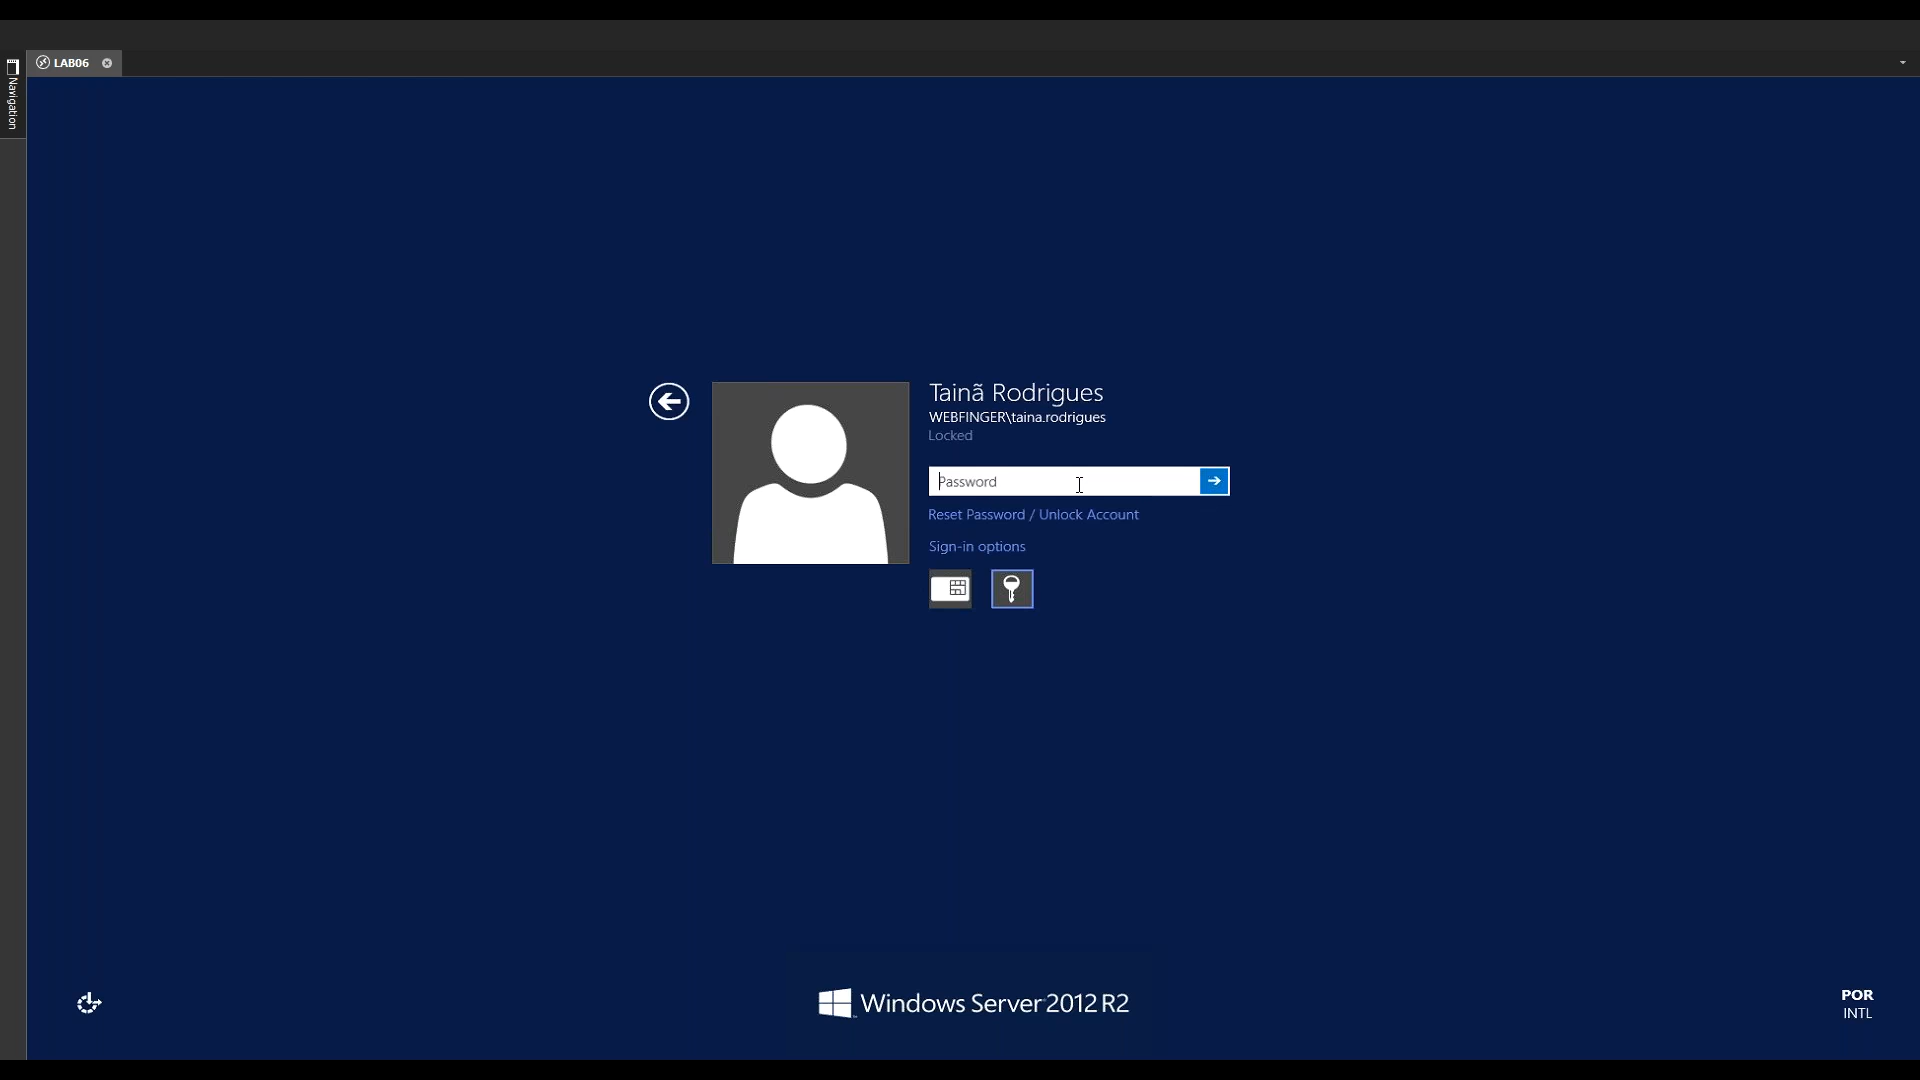 LAB06
Navigation
Tainã Rodrigues
WEBFINGER\taina.rodrigues
Locked
Password
Reset Password / Unlock Account
Sign-in options
Windows Server 2012 R2
POR
INTL